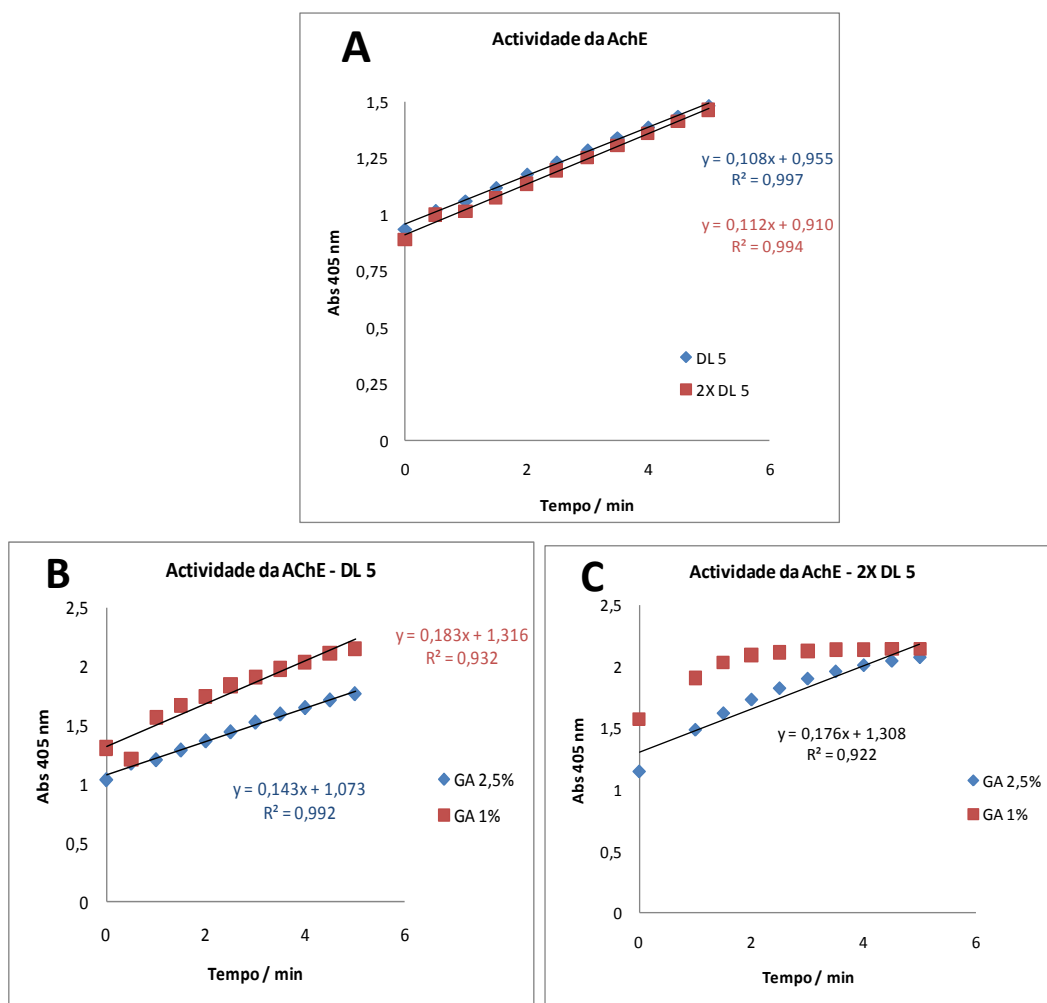 A
Actividade da AchE
1,5
1,25
1
0,75
0,5
0,25
0
0 2 4 6
Abs 405 nm
Tempo / min
y = 0,108x + 0,955
R² = 0,997
y = 0,112x + 0,910
R² = 0,994
DL 5
2X DL 5
B
Actividade da AChE - DL 5
2,5
2
1,5
1
0,5
0
0 2 4 6
Abs 405 nm
Tempo / min
y = 0,183x + 1,316
R² = 0,932
y = 0,143x + 1,073
R² = 0,992
GA 2,5%
GA 1%
C
Actividade da AchE - 2X DL 5
2,5
2
1,5
1
0,5
0
0 2 4 6
Abs 405 nm
Tempo / min
y = 0,176x + 1,308
R² = 0,922
GA 2,5%
GA 1%